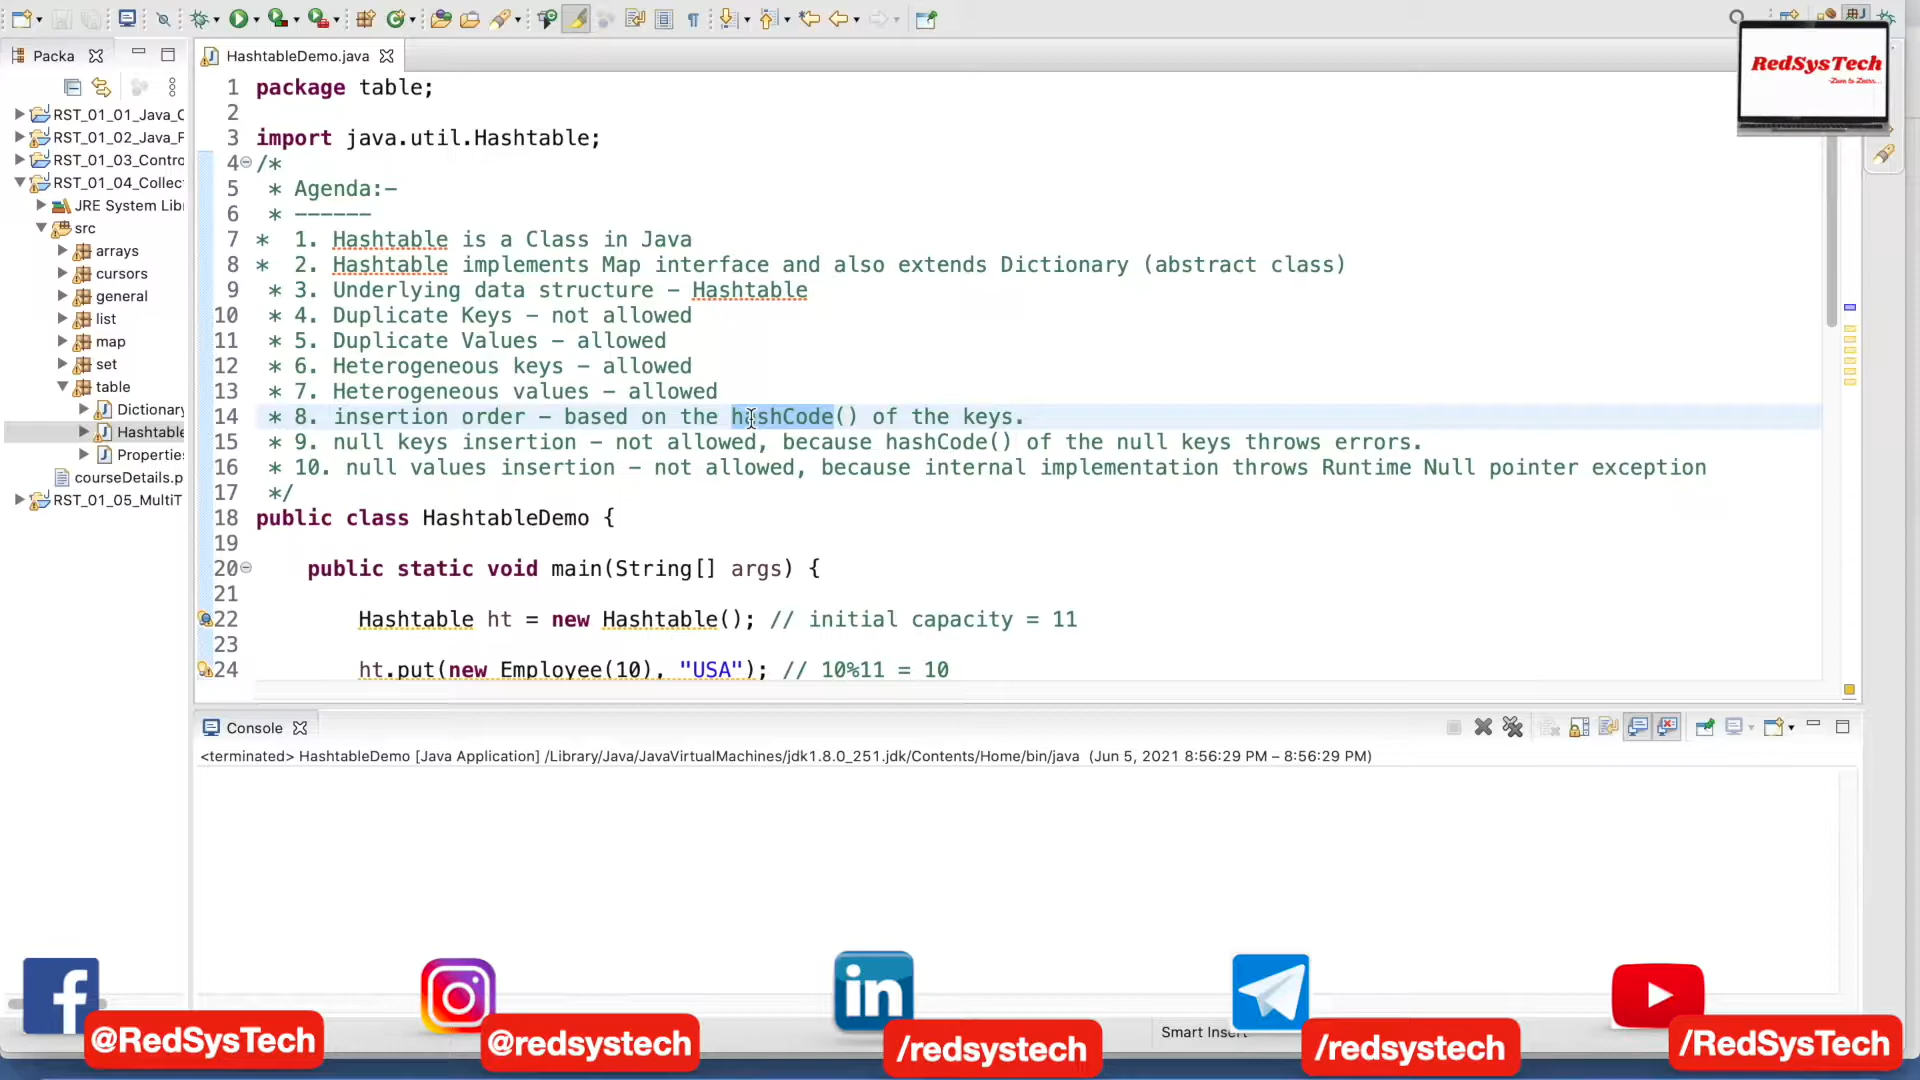 RedSysTech
Packa
HashtableDemo.java
RST_01_01_Java_C
RST_01_02_Java_F
RST_01_03_Contro
RST_01_04_Collec
JRE System Lib
src
arrays
cursors
general
list
map
set
table
Dictionary
Hashtable
Propertie
courseDetails.p
RST_01_05_MultiT
1 package table;
2
3 import java.util.Hashtable;
4 /*
5 * Agenda:-
6 * ------
7 * 1. Hashtable is a Class in Java
8 * 2. Hashtable implements Map interface and also extends Dictionary (abstract class)
9 * 3. Underlying data structure - Hashtable
10 * 4. Duplicate Keys - not allowed
11 * 5. Duplicate Values - allowed
12 * 6. Heterogeneous keys - allowed
13 * 7. Heterogeneous values - allowed
14 * 8. insertion order - based on the hashCode() of the keys.
15 * 9. null keys insertion - not allowed, because hashCode() of the null keys throws errors.
16 * 10. null values insertion - not allowed, because internal implementation throws Runtime Null pointer exception
17 */
18 public class HashtableDemo {
19
20 public static void main(String[] args) {
21
22 Hashtable ht = new Hashtable(); // initial capacity = 11
23
24 ht.put(new Employee(10), "USA"); // 10%11 = 10
Console
<terminated> HashtableDemo [Java Application] /Library/Java/JavaVirtualMachines/jdk1.8.0_251.jdk/Contents/Home/bin/java (Jun 5, 2021 8:56:29 PM – 8:56:29 PM)
Smart Insert
@RedSysTech
@redsystech
/redsystech
/redsystech
/RedSysTech